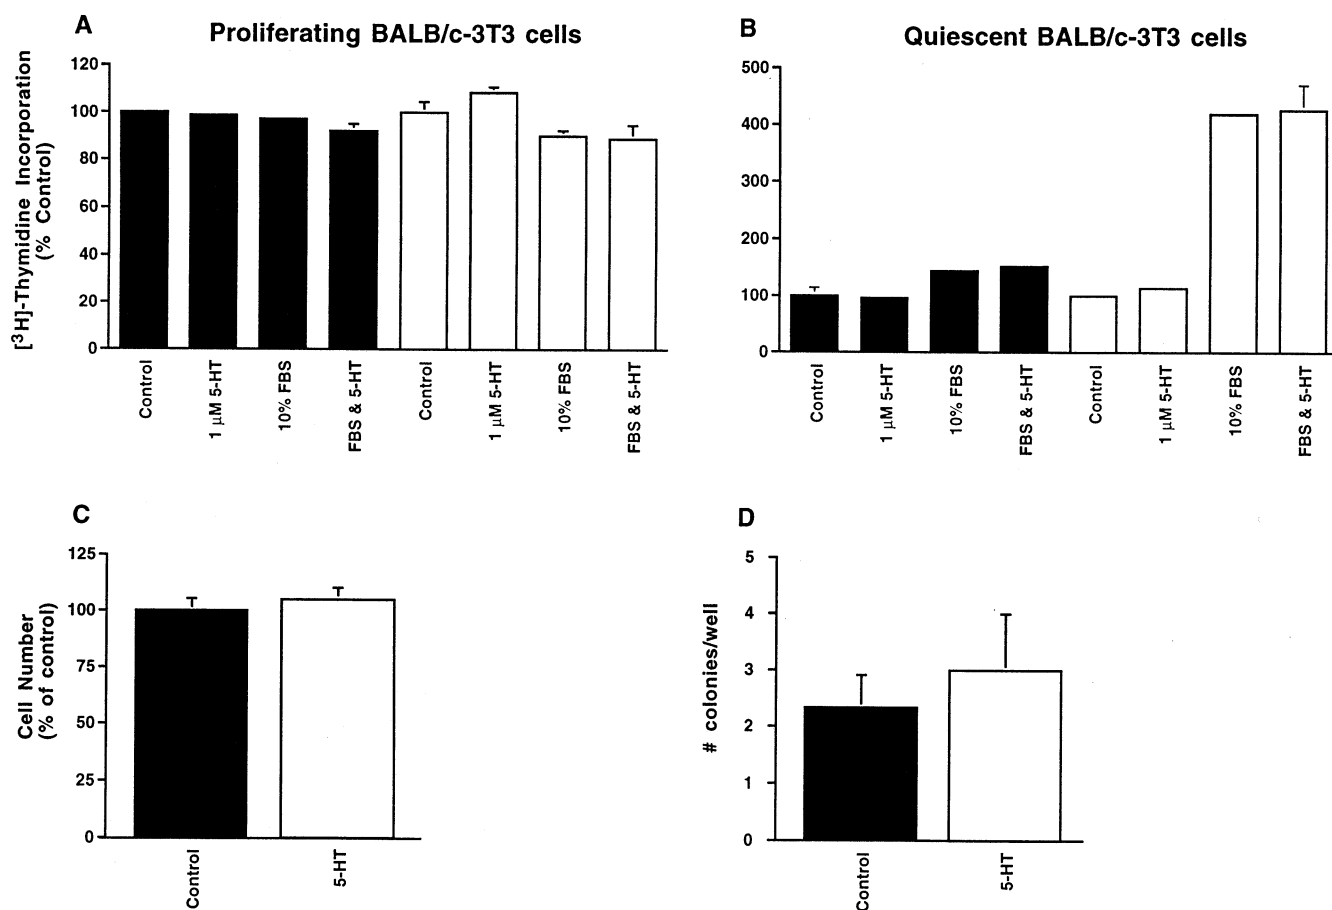 A
Proliferating BALB/c-3T3 cells
[³H]-Thymidine Incorporation
(% Control)
120
100
80
60
40
20
0
Control
1 µM 5-HT
10% FBS
FBS & 5-HT
Control
1 µM 5-HT
10% FBS
FBS & 5-HT
B
Quiescent BALB/c-3T3 cells
500
400
300
200
100
0
Control
1 µM 5-HT
10% FBS
FBS & 5-HT
Control
1 µM 5-HT
10% FBS
FBS & 5-HT
C
Cell Number
(% of control)
125
100
75
50
25
0
Control
5-HT
D
# colonies/well
5
4
3
2
1
0
Control
5-HT